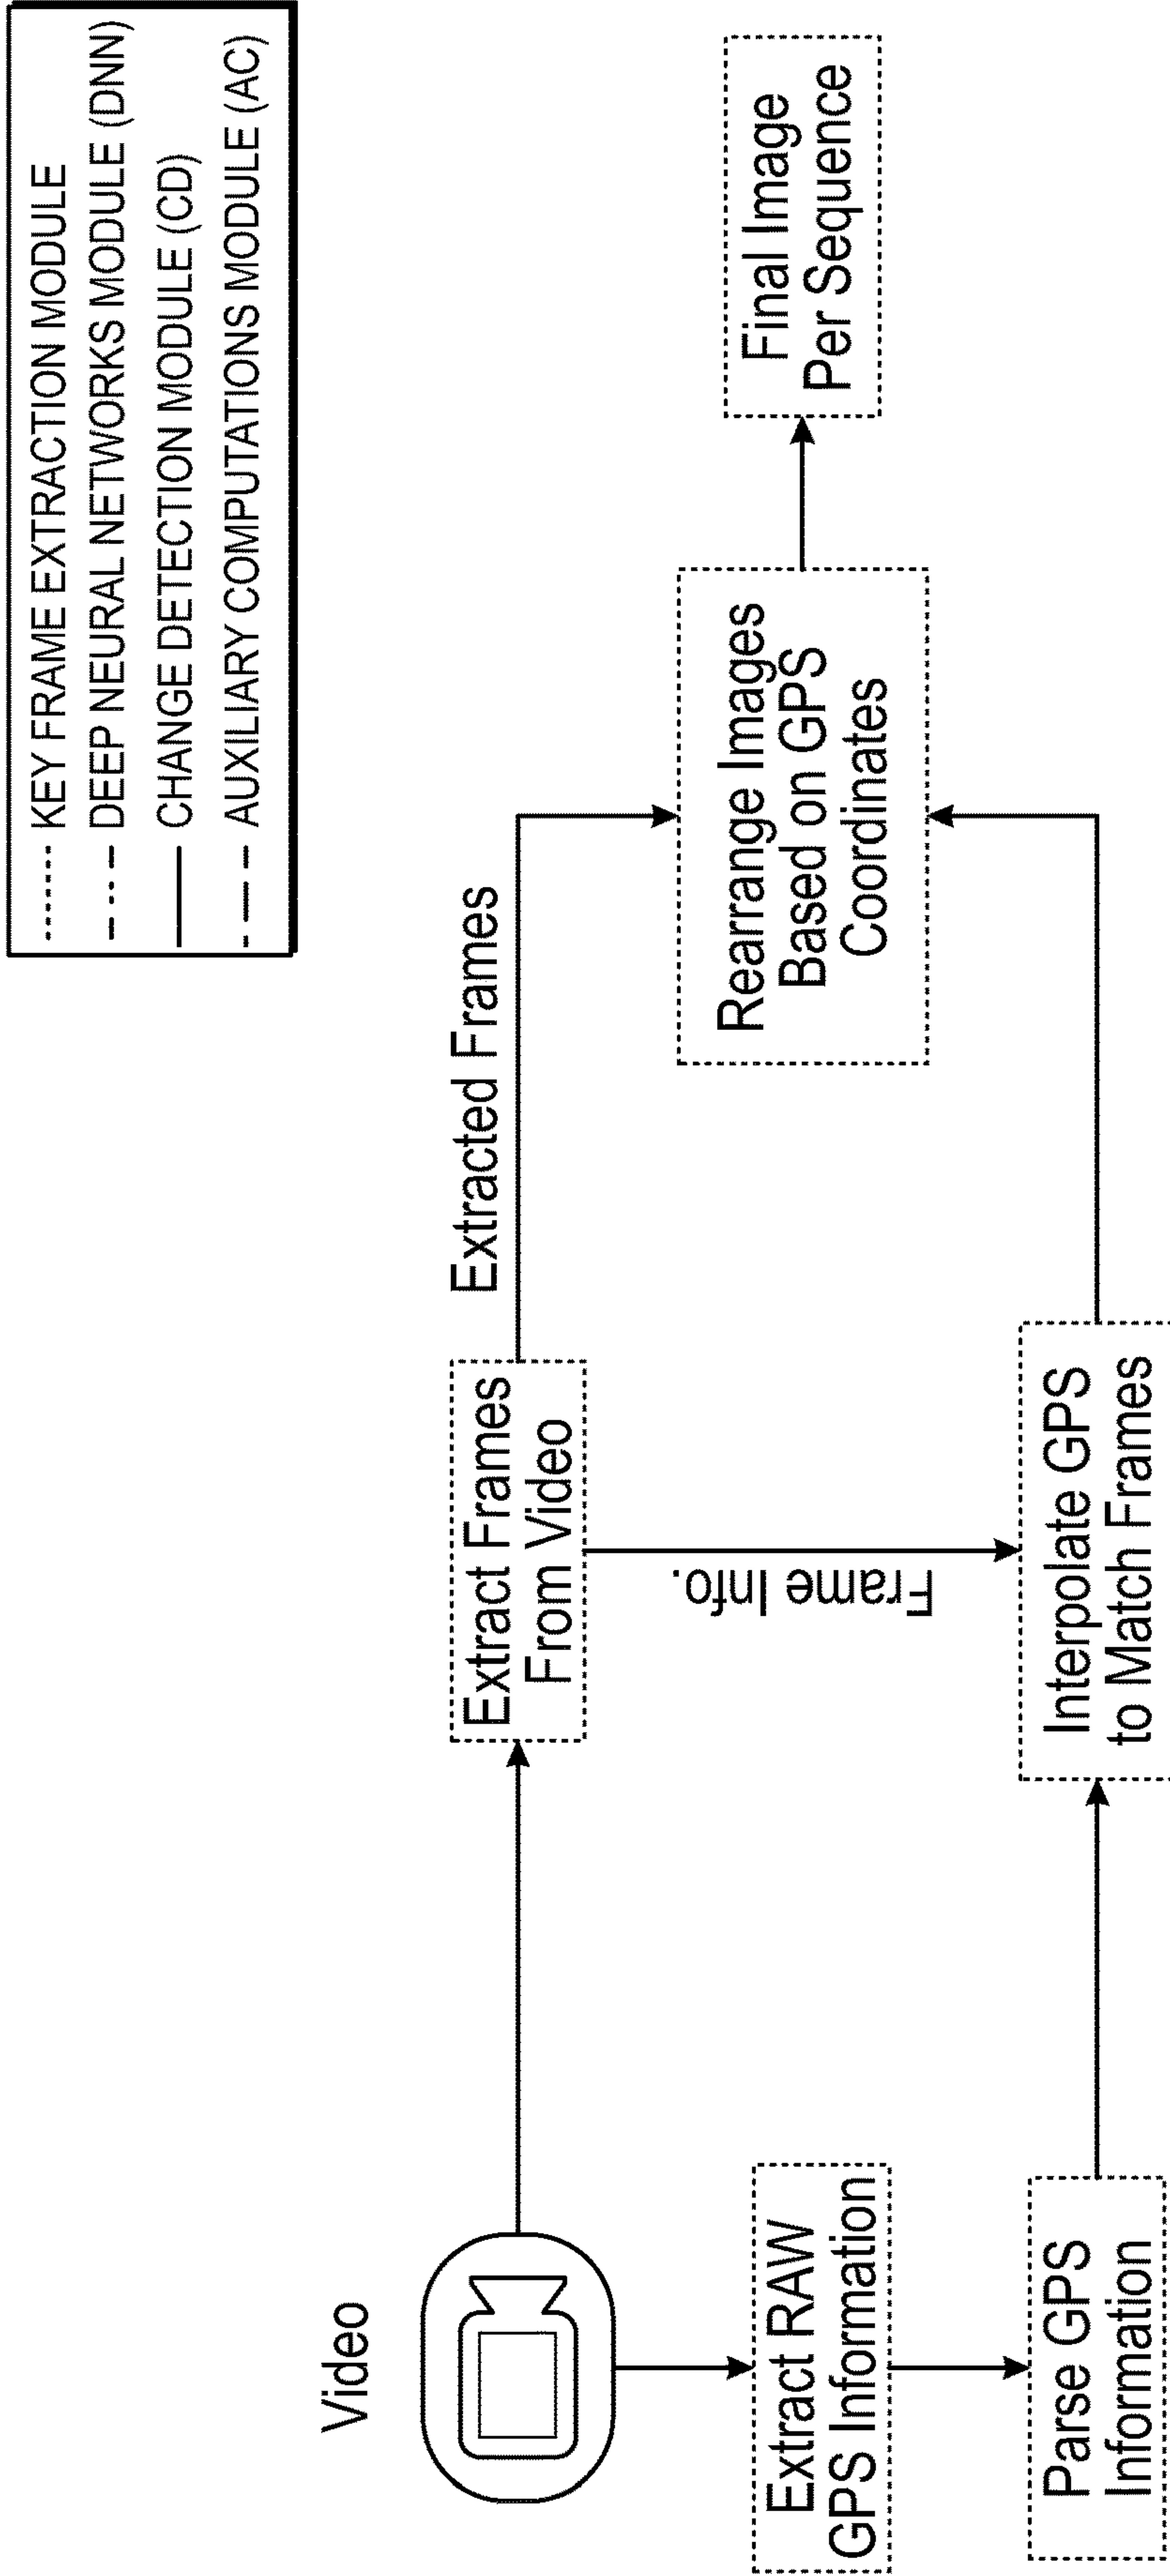 KEY FRAME EXTRACTION MODULE
DEEP NEURAL NETWORKS MODULE (DNN)
CHANGE DETECTION MODULE (CD)
AUXILIARY COMPUTATIONS MODULE (AC)
Video
Extract Frames
From Video
Extracted Frames
Frame Info.
Extract RAW
GPS Information
Parse GPS
Information
Interpolate GPS
to Match Frames
Rearrange Images
Based on GPS
Coordinates
Final Image
Per Sequence